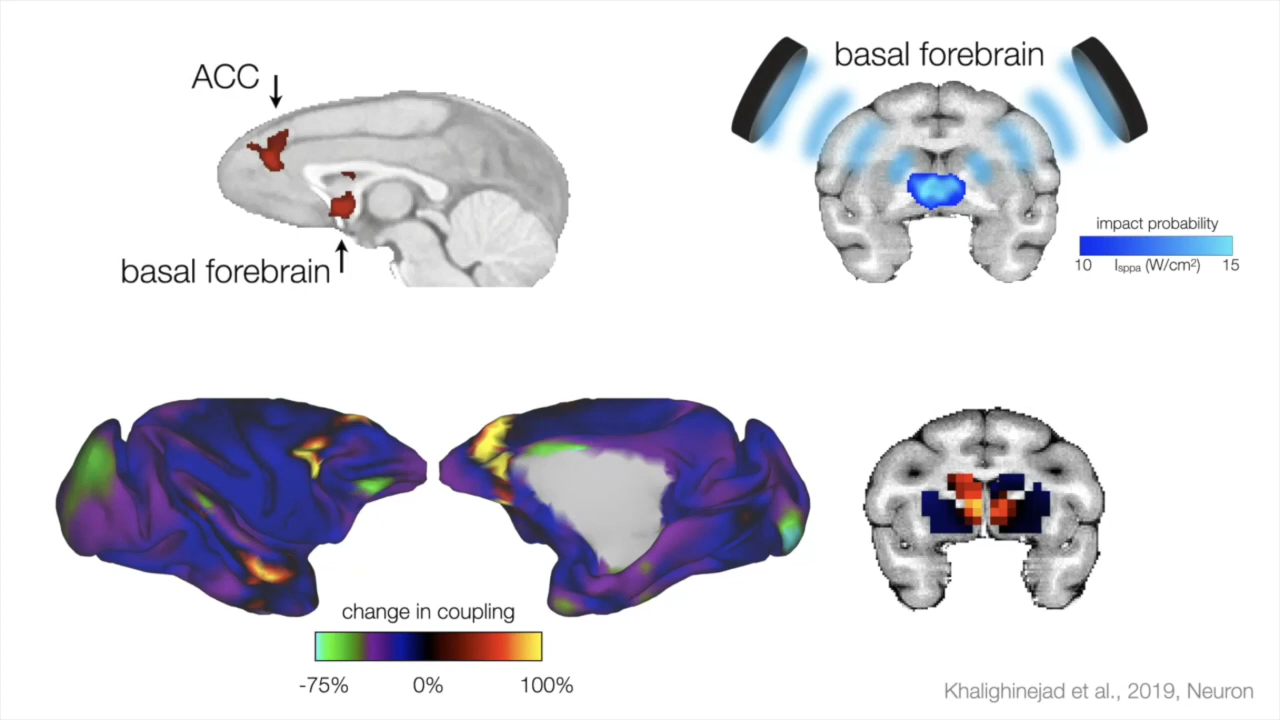 ACC
basal forebrain
basal forebrain
impact probability
10 Isppa (W/cm²) 15
change in coupling
-75% 0% 100%
Khalighinejad et al., 2019, Neuron